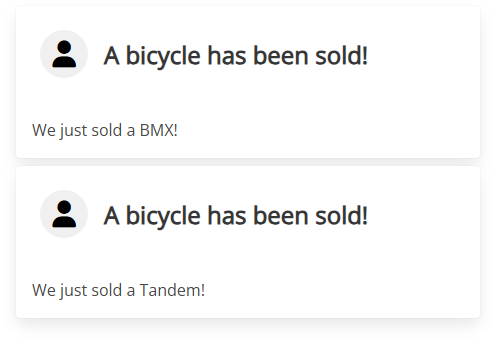 A bicycle has been sold!
We just sold a BMX!
A bicycle has been sold!
We just sold a Tandem!